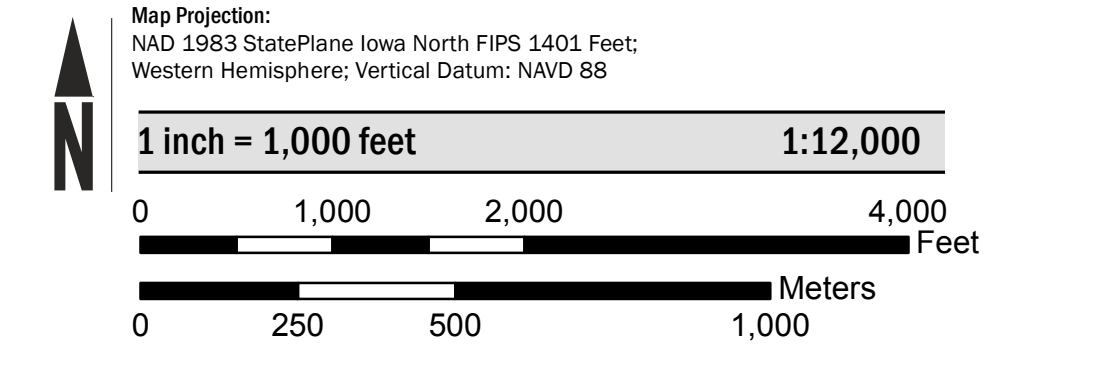 N
Map Projection:
NAD 1983 StatePlane Iowa North FIPS 1401 Feet;
Western Hemisphere; Vertical Datum: NAVD 88
1 inch = 1,000 feet 1:12,000
0 1,000 2,000 4,000
Feet
Meters
0 250 500 1,000